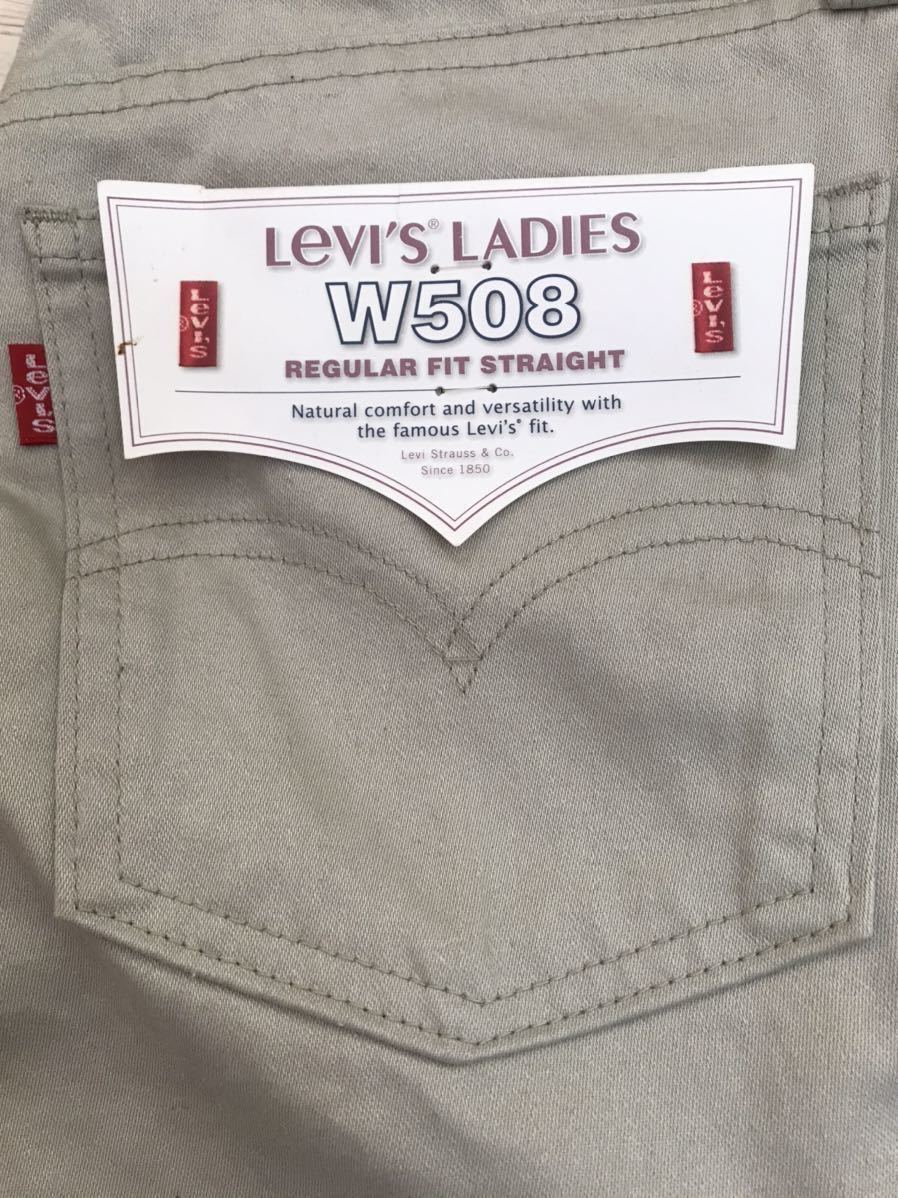 LEVI'S® LADIES
W508
REGULAR FIT STRAIGHT
Natural comfort and versatility with
the famous Levi's® fit.
Levi Strauss & Co.
Since 1850
LEVI'S®
LEVI'S®
LEVI'S®